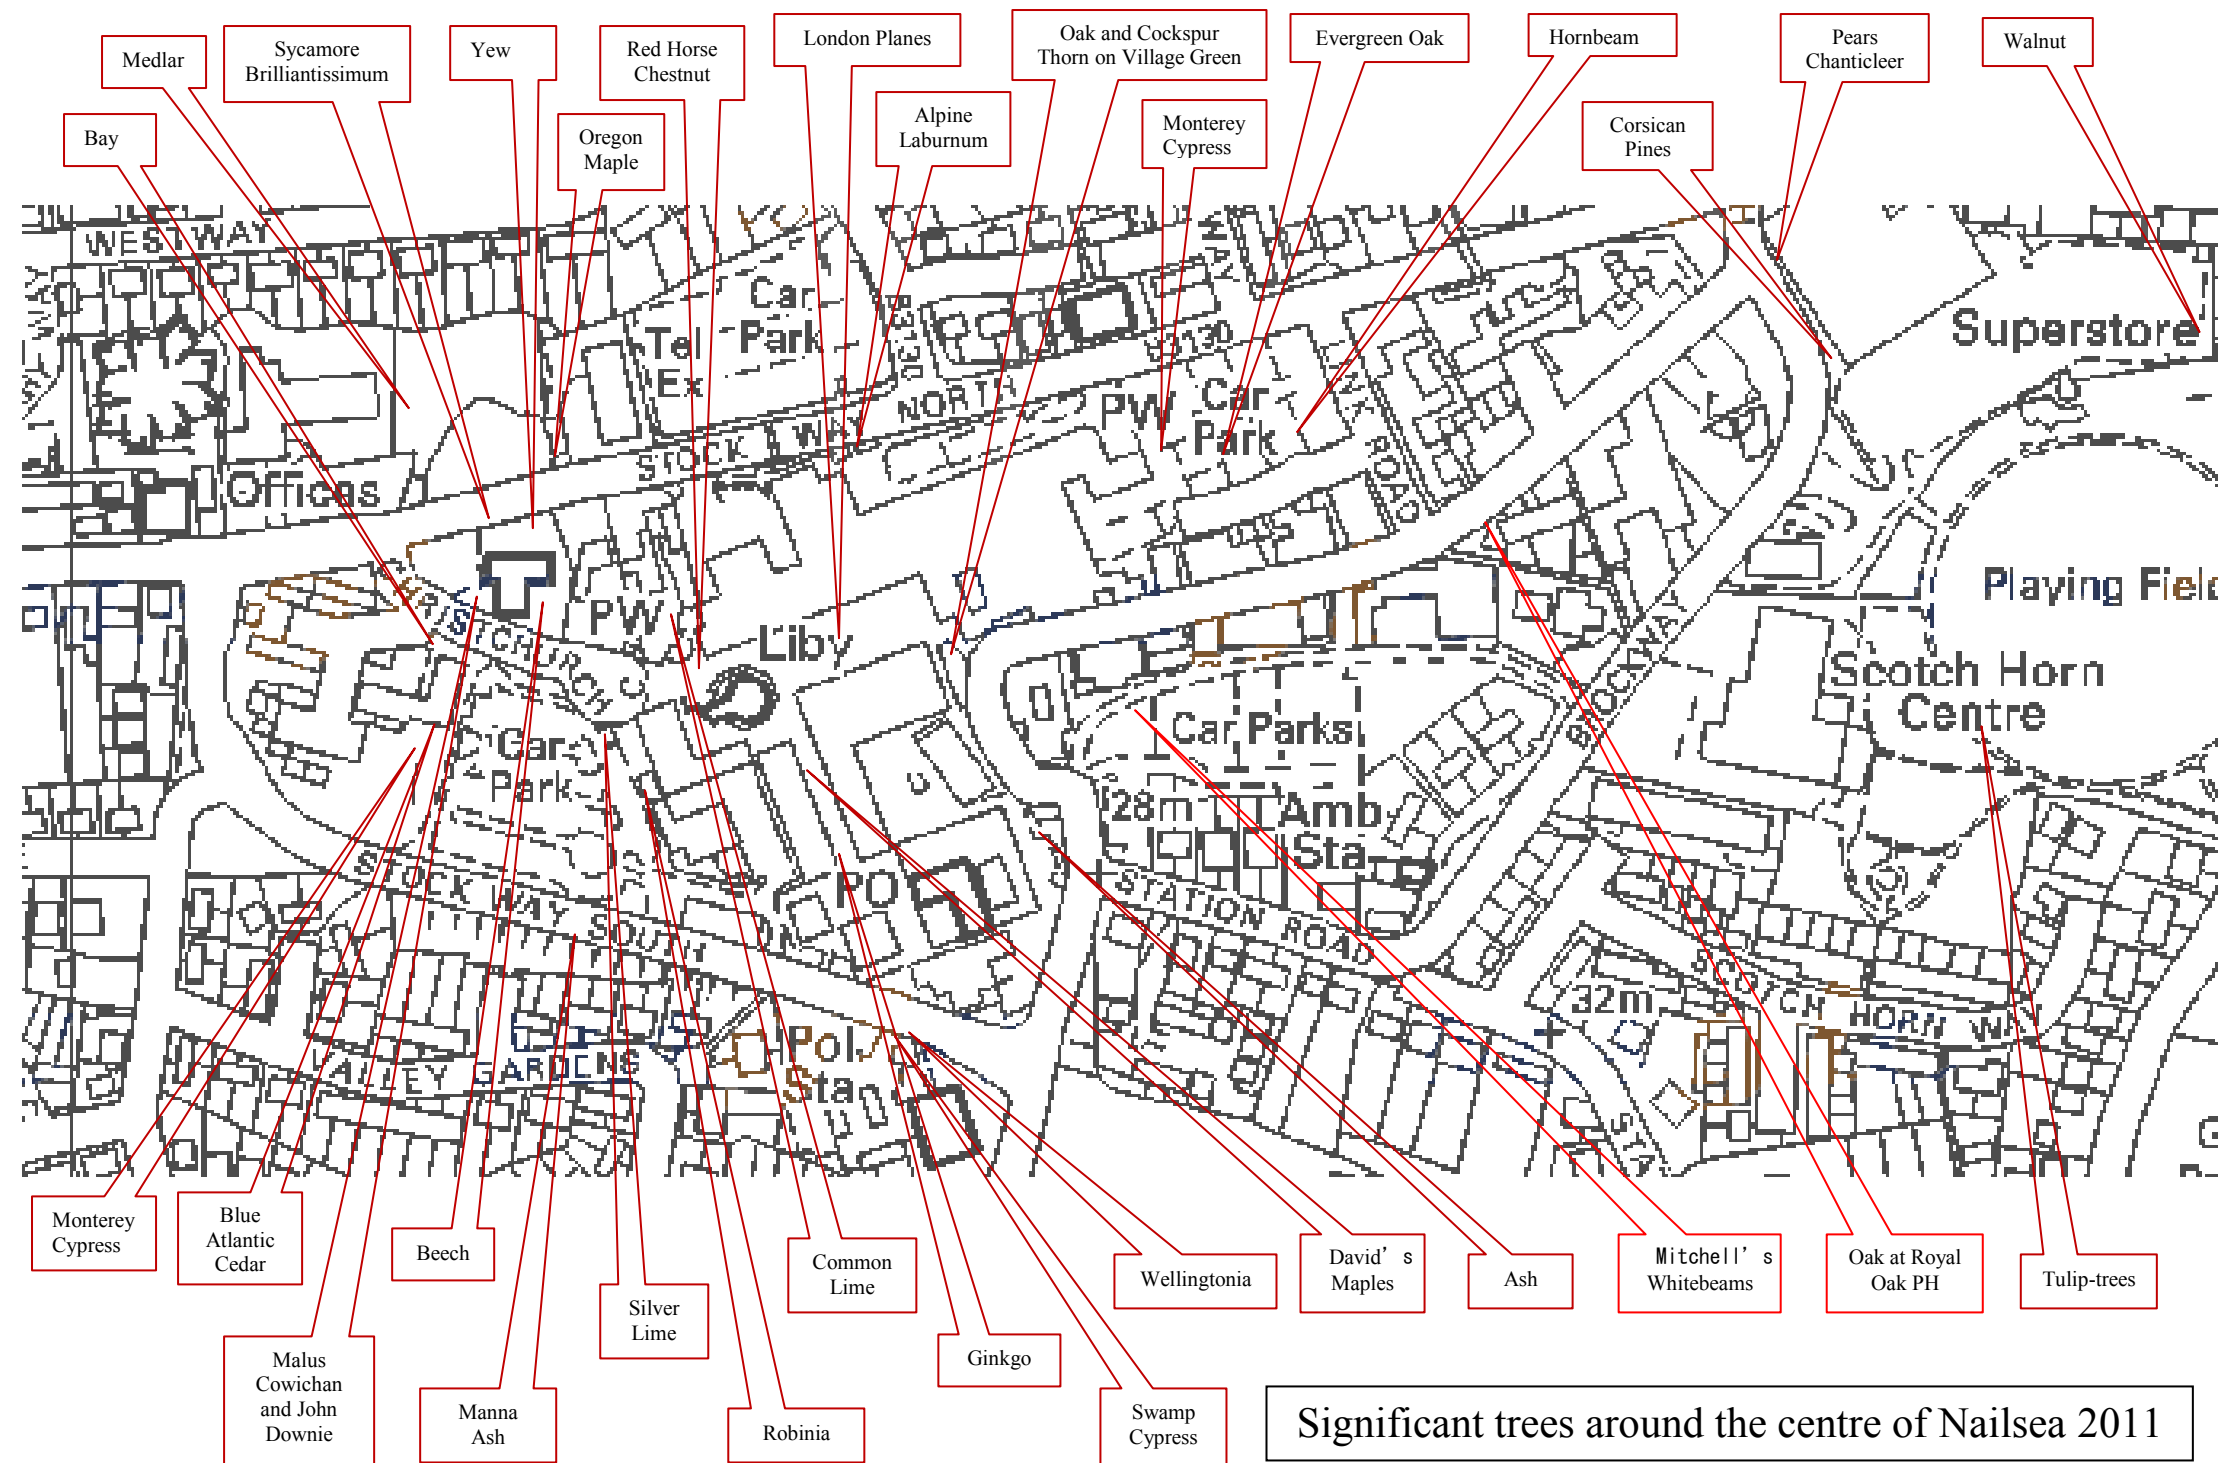 Medlar
Sycamore
Brilliantissimum
Yew
Red Horse
Chestnut
London Planes
Oak and Cockspur
Thorn on Village Green
Evergreen Oak
Hornbeam
Pears
Chanticleer
Walnut
Bay
Oregon
Maple
Alpine
Laburnum
Monterey
Cypress
Corsican
Pines
WESTWAY
Car
Park
Tel
Ex
B3130
STOCK WAY NORTH
PW
Car
Park
ROAD
Superstore
Offices
PW
Liby
Playing Field
Scotch Horn
Centre
BROCKWAY
Car Parks
Car
Park
28m
Amb
Sta
PO
STATION ROAD
STOCK WAY SOUTH
32m
SCOTCH HORN W
VALLEY GARDENS
Pol
Sta
Monterey
Cypress
Blue
Atlantic
Cedar
Beech
Common
Lime
Wellingtonia
David's
Maples
Ash
Mitchell's
Whitebeams
Oak at Royal
Oak PH
Tulip-trees
Silver
Lime
Ginkgo
Malus
Cowichan
and John
Downie
Manna
Ash
Robinia
Swamp
Cypress
Significant trees around the centre of Nailsea 2011